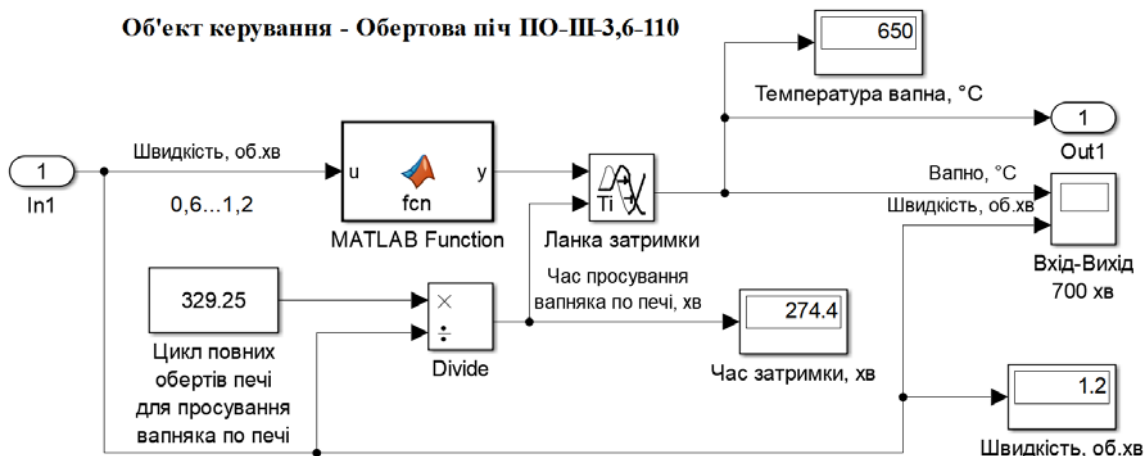 Об'єкт керування - Обертова піч ПО-Ш-3,6-110
650
Температура вапна, °C
1
In1
Швидкість, об.хв
0,6...1,2
u
y
fcn
MATLAB Function
Ti
Ланка затримки
1
Out1
Вапно, °C
Швидкість, об.хв
Вхід-Вихід
700 хв
329.25
Цикл повних
обертів печі
для просування
вапняка по печі
×
÷
Divide
Час просування
вапняка по печі, хв
274.4
Час затримки, хв
1.2
Швидкість, об.хв